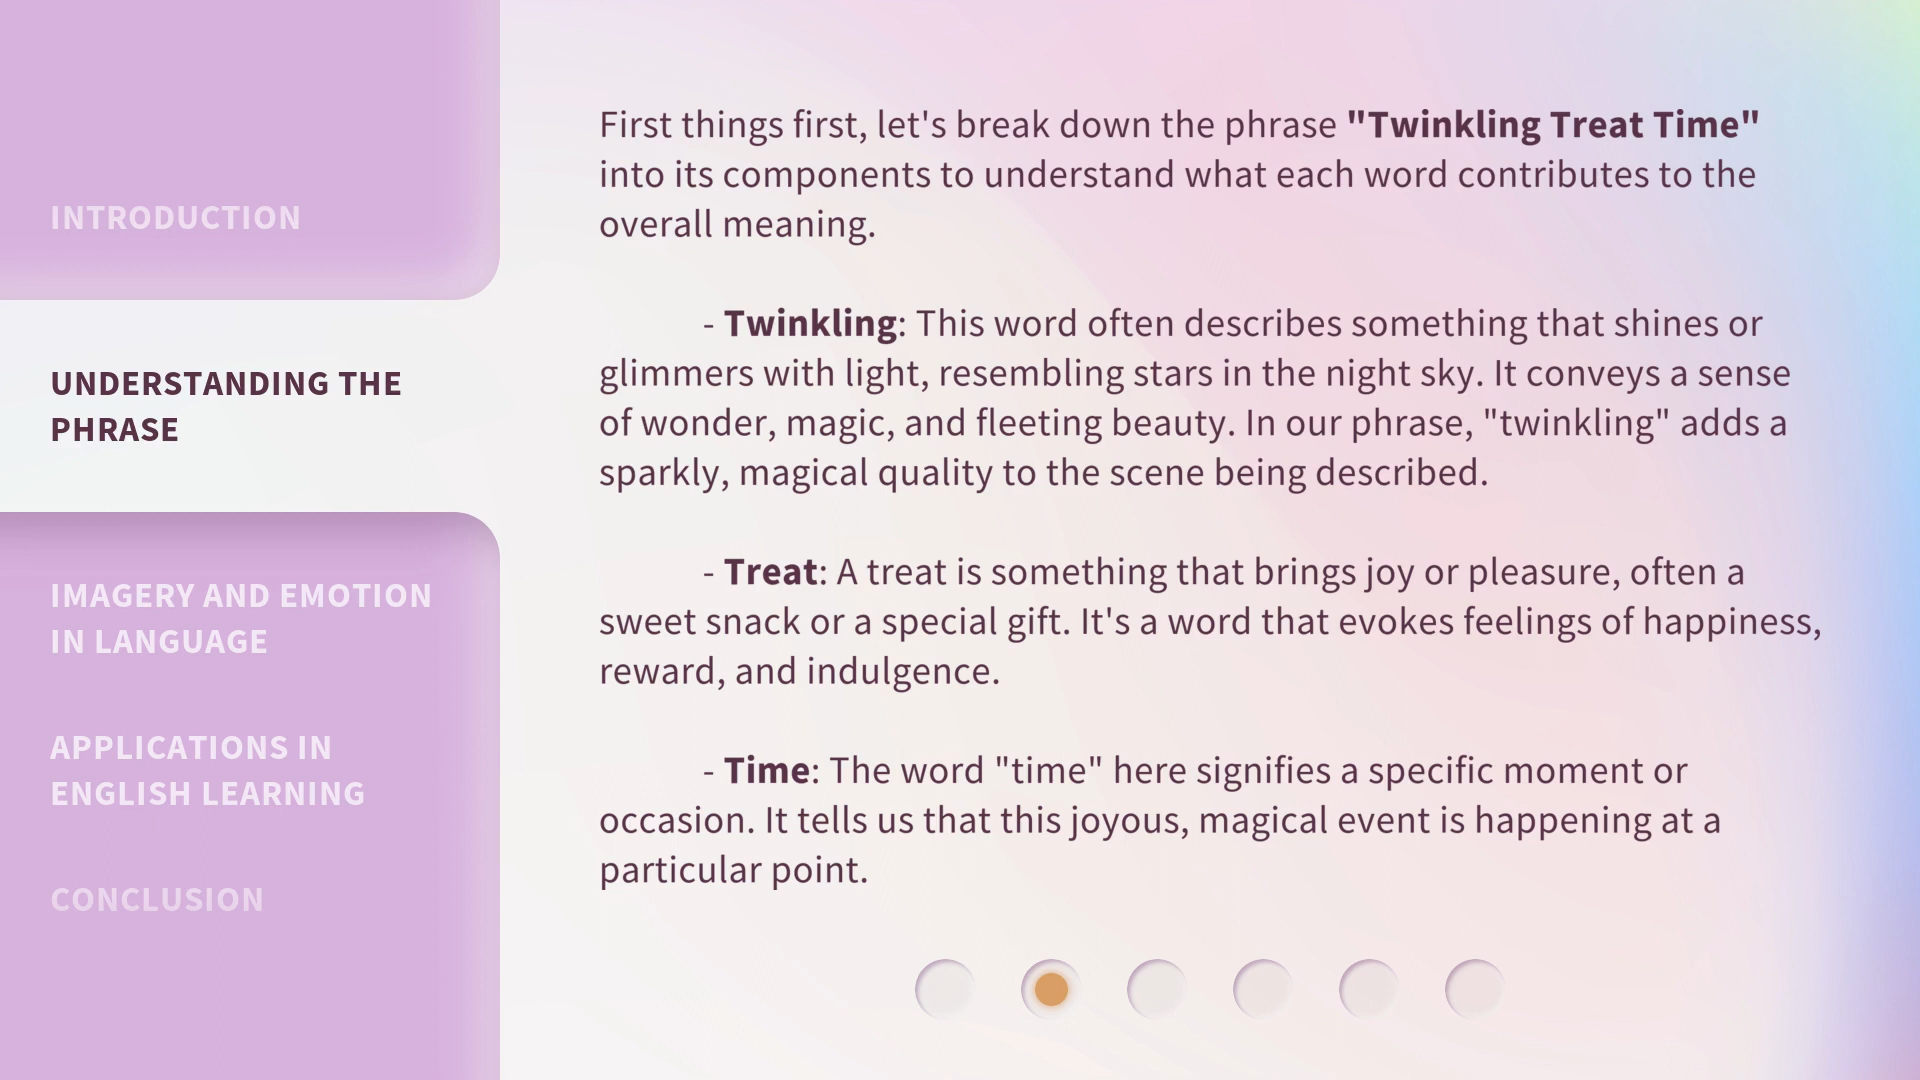 INTRODUCTION
UNDERSTANDING THE
PHRASE
IMAGERY AND EMOTION
IN LANGUAGE
APPLICATIONS IN
ENGLISH LEARNING
CONCLUSION
First things first, let's break down the phrase "Twinkling Treat Time"
into its components to understand what each word contributes to the
overall meaning.
- Twinkling: This word often describes something that shines or
glimmers with light, resembling stars in the night sky. It conveys a sense
of wonder, magic, and fleeting beauty. In our phrase, "twinkling" adds a
sparkly, magical quality to the scene being described.
- Treat: A treat is something that brings joy or pleasure, often a
sweet snack or a special gift. It's a word that evokes feelings of happiness,
reward, and indulgence.
- Time: The word "time" here signifies a specific moment or
occasion. It tells us that this joyous, magical event is happening at a
particular point.